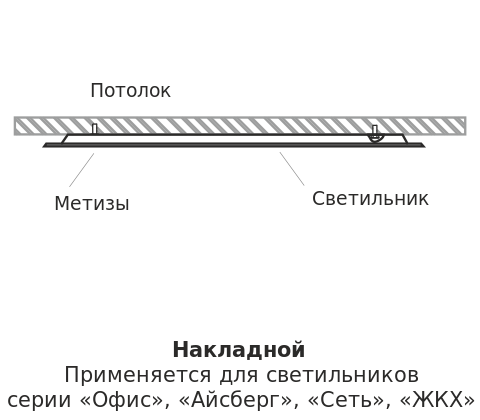 Потолок
Метизы
Светильник
Накладной
Применяется для светильников
серии «Офис», «Айсберг», «Сеть», «ЖКХ»